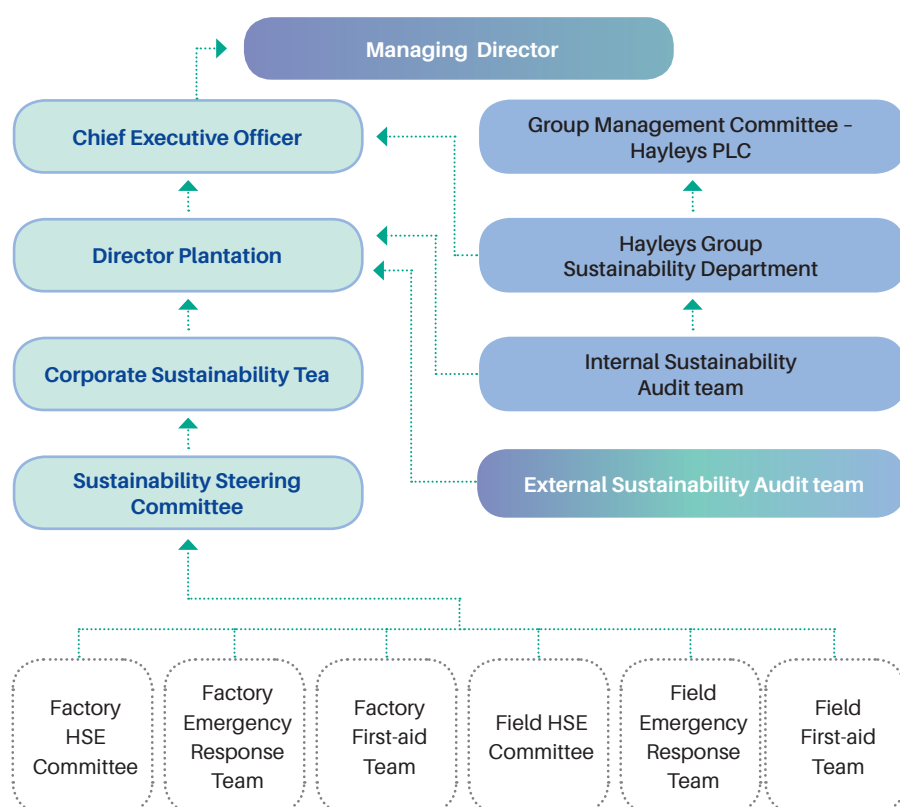 Managing Director
Chief Executive Officer
Group Management Committee –
Hayleys PLC
Director Plantation
Hayleys Group
Sustainability Department
Corporate Sustainability Tea
Internal Sustainability
Audit team
Sustainability Steering
Committee
External Sustainability Audit team
Factory
HSE
Committee
Factory
Emergency
Response
Team
Factory
First-aid
Team
Field HSE
Committee
Field
Emergency
Response
Team
Field
First-aid
Team